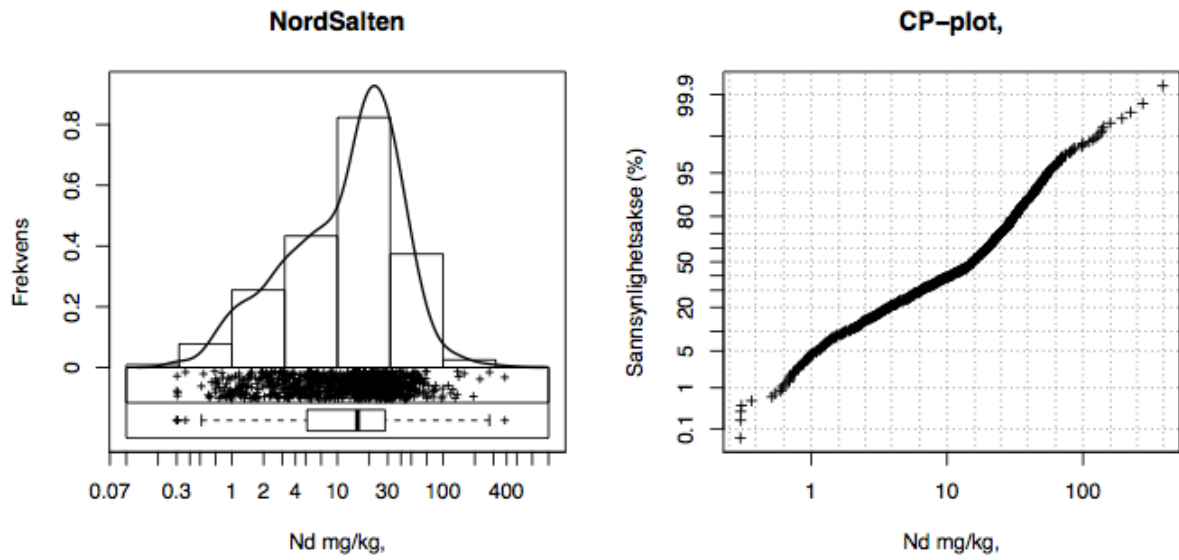 NordSalten
Frekvens
0.8
0.6
0.4
0.2
0
0.07 0.3 1 2 4 10 30 100 400
Nd mg/kg,
CP−plot,
Sannsynlighetsakse (%)
99.9
95
80
50
20
5
1
0.1
1 10 100
Nd mg/kg,